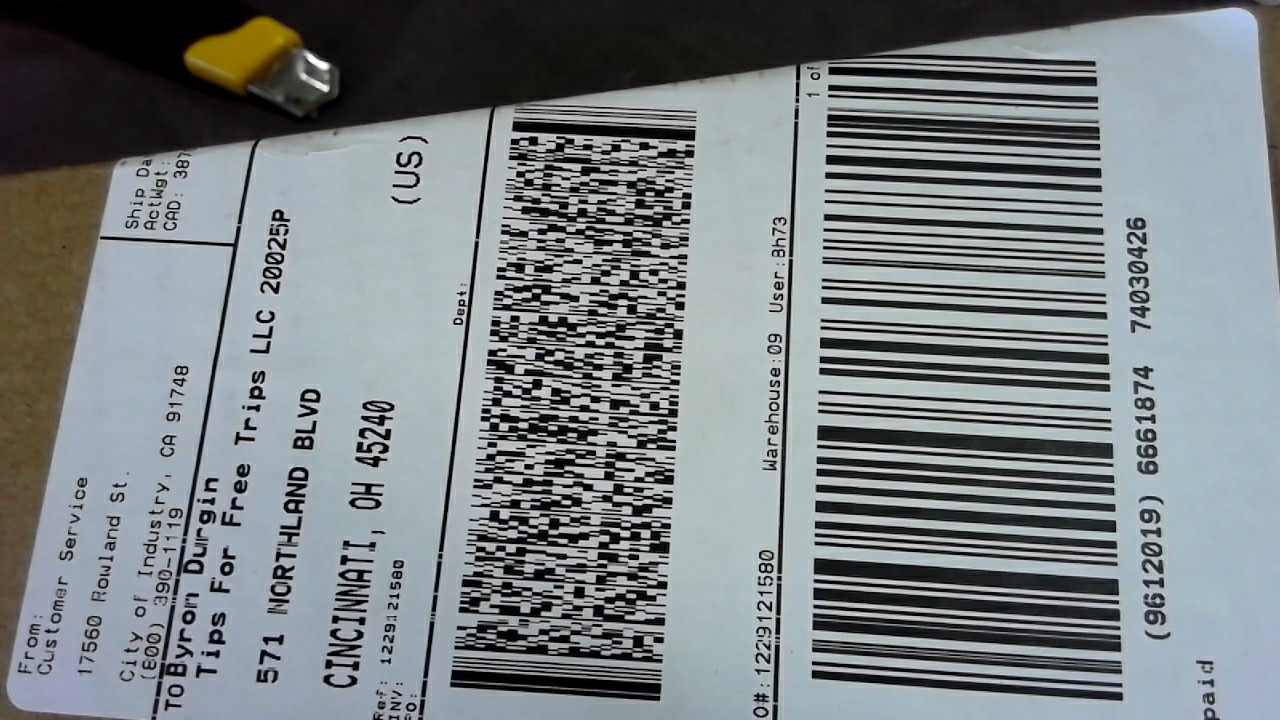 From:
Customer Service
17560 Rowland St.
City of Industry, CA 91748
(800) 390-1119
Ship Da
ActWgt:
CAD: 387
TO Byron Durgin
Tips For Free Trips LLC 20025P
571 NORTHLAND BLVD
CINCINNATI, OH 45240
(US)
Ref: 1229121580
INV:
PO:
Dept:
O#: 12229121580 Warehouse:09 User:Bh73
1 of
(9612019) 6661874 74030426
paid